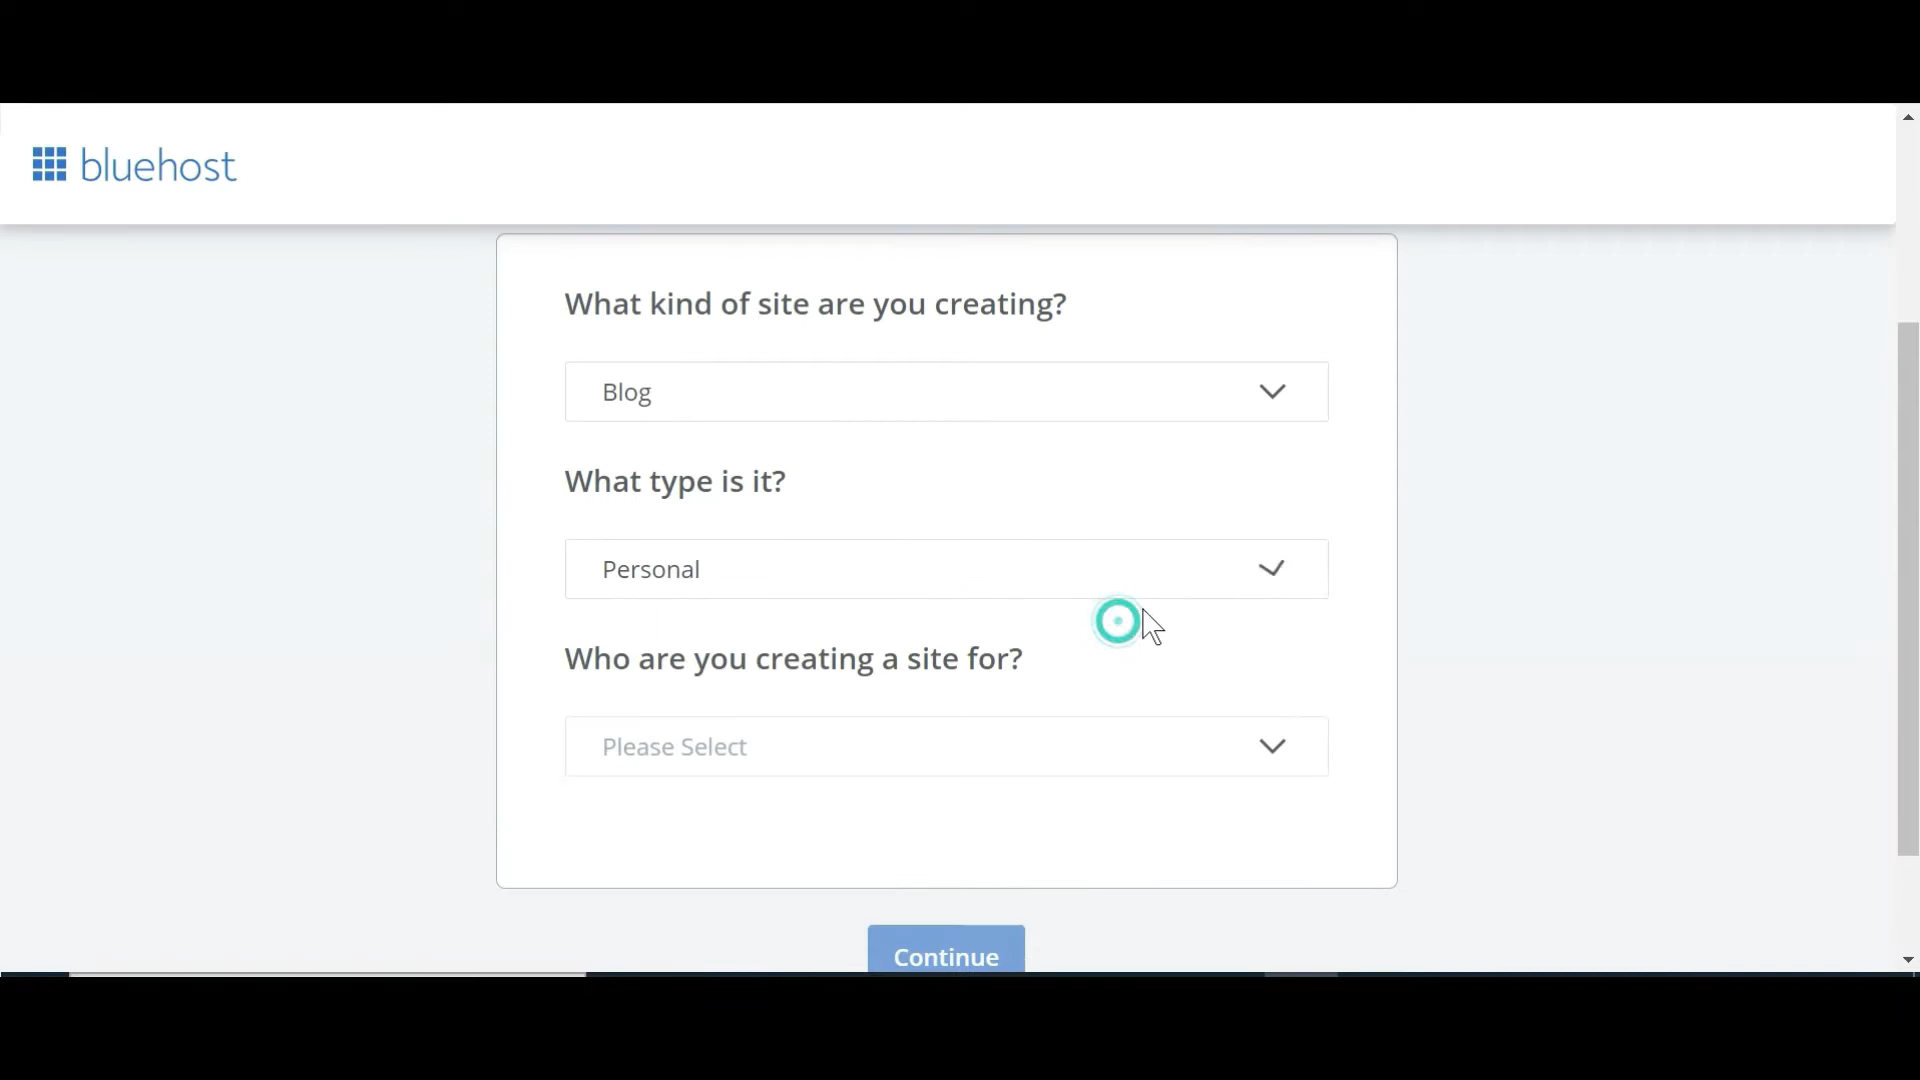 bluehost
What kind of site are you creating?
Blog
What type is it?
Personal
Who are you creating a site for?
Please Select
Continue